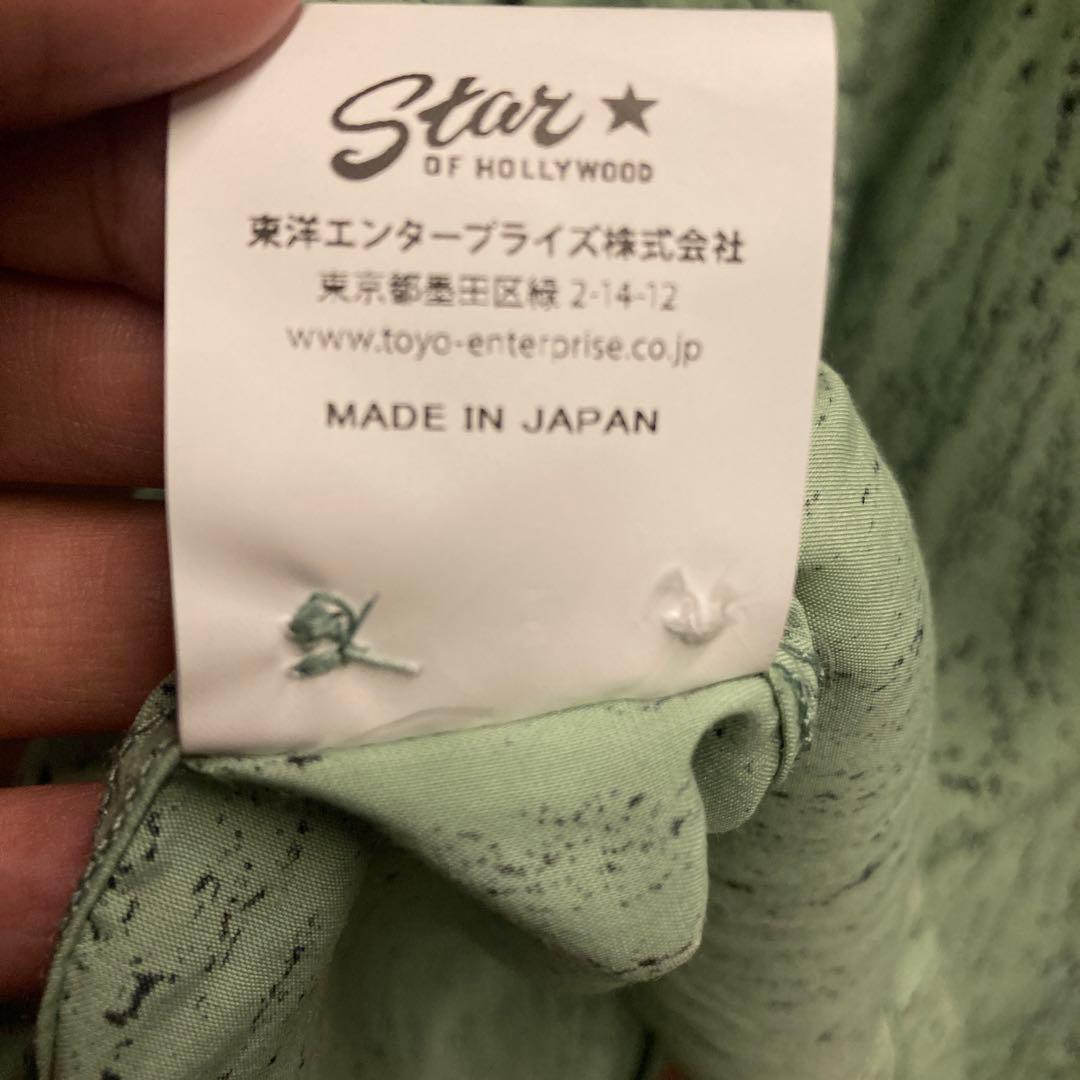 Star ★
OF HOLLYWOOD
東洋エンタープライズ株式会社
東京都墨田区緑 2-14-12
www.toyo-enterprise.co.jp
MADE IN JAPAN